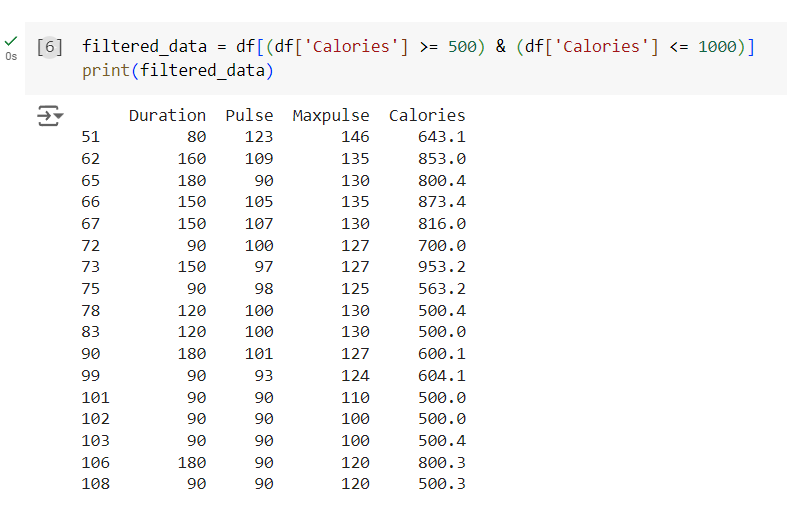 [6] filtered_data = df[(df['Calories'] >= 500) & (df['Calories'] <= 1000)]
0s print(filtered_data)
Duration Pulse Maxpulse Calories
51 80 123 146 643.1
62 160 109 135 853.0
65 180 90 130 800.4
66 150 105 135 873.4
67 150 107 130 816.0
72 90 100 127 700.0
73 150 97 127 953.2
75 90 98 125 563.2
78 120 100 130 500.4
83 120 100 130 500.0
90 180 101 127 600.1
99 90 93 124 604.1
101 90 90 110 500.0
102 90 90 100 500.0
103 90 90 100 500.4
106 180 90 120 800.3
108 90 90 120 500.3